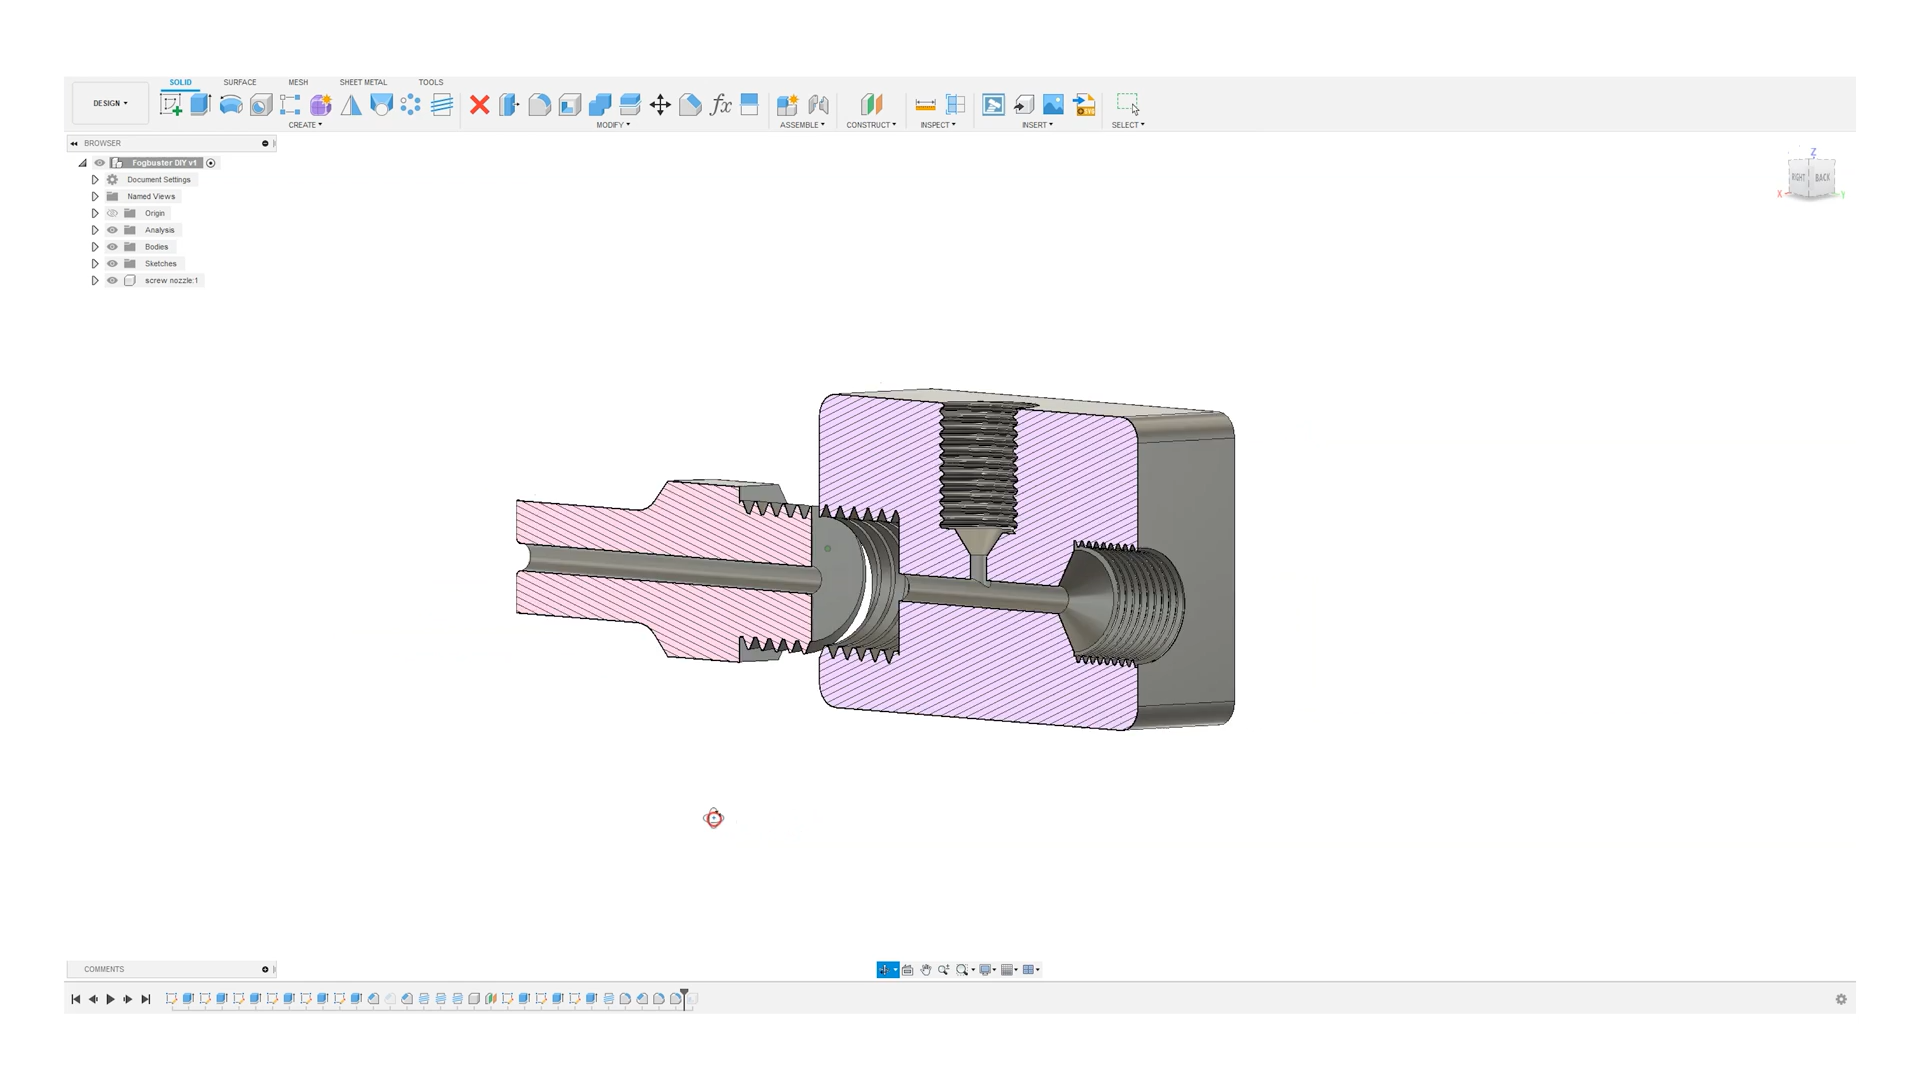 SOLID SURFACE MESH SHEET METAL TOOLS
DESIGN ▾
fx
CREATE ▾ MODIFY ▾ ASSEMBLE ▾ CONSTRUCT ▾ INSPECT ▾ INSERT ▾ SELECT ▾
BROWSER
Fogbuster DIY v1
Document Settings
Named Views
Origin
Analysis
Bodies
Sketches
screw nozzle:1
Z
RIGHT BACK
X Y
COMMENTS